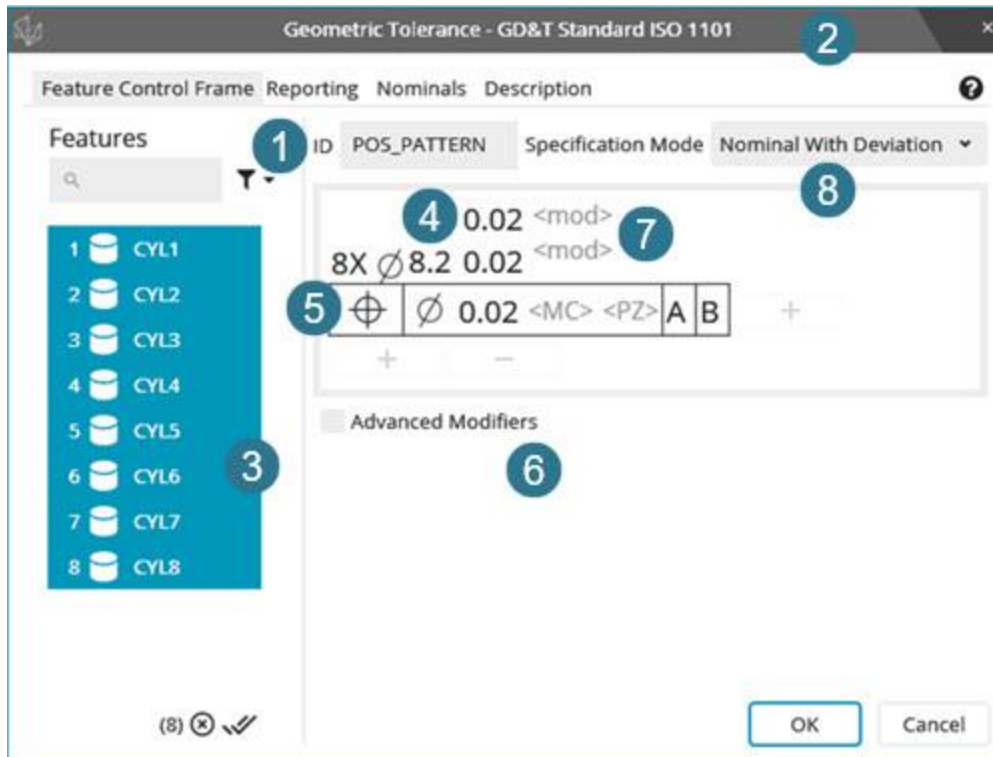 Geometric Tolerance - GD&T Standard ISO 1101
2
×
Feature Control Frame Reporting Nominals Description
?
Features
1
ID POS_PATTERN Specification Mode Nominal With Deviation
8
4 0.02 <mod> 7
8X ∅ 8.2 0.02 <mod>
5 ⌖ ∅ 0.02 <MC> <PZ> A B +
+ −
1 CYL1
2 CYL2
3 CYL3
4 CYL4
5 CYL5
6 CYL6
7 CYL7
8 CYL8
3
Advanced Modifiers
6
(8)
OK Cancel